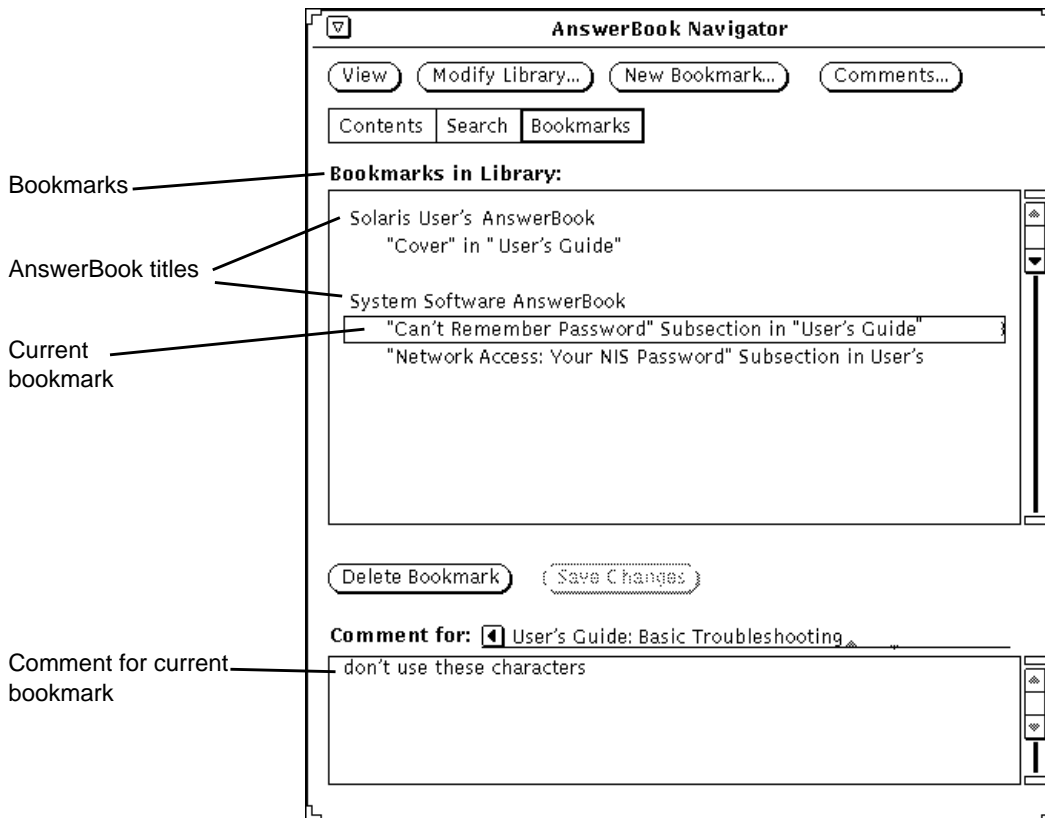 AnswerBook Navigator
View Modify Library... New Bookmark... Comments...
Contents Search Bookmarks
Bookmarks
Bookmarks in Library:
AnswerBook titles
Solaris User's AnswerBook
"Cover" in "User's Guide"
System Software AnswerBook
Current
bookmark
"Can't Remember Password" Subsection in "User's Guide"
"Network Access: Your NIS Password" Subsection in User's
Delete Bookmark Save Changes
Comment for: User's Guide: Basic Troubleshooting
Comment for current
bookmark
don't use these characters